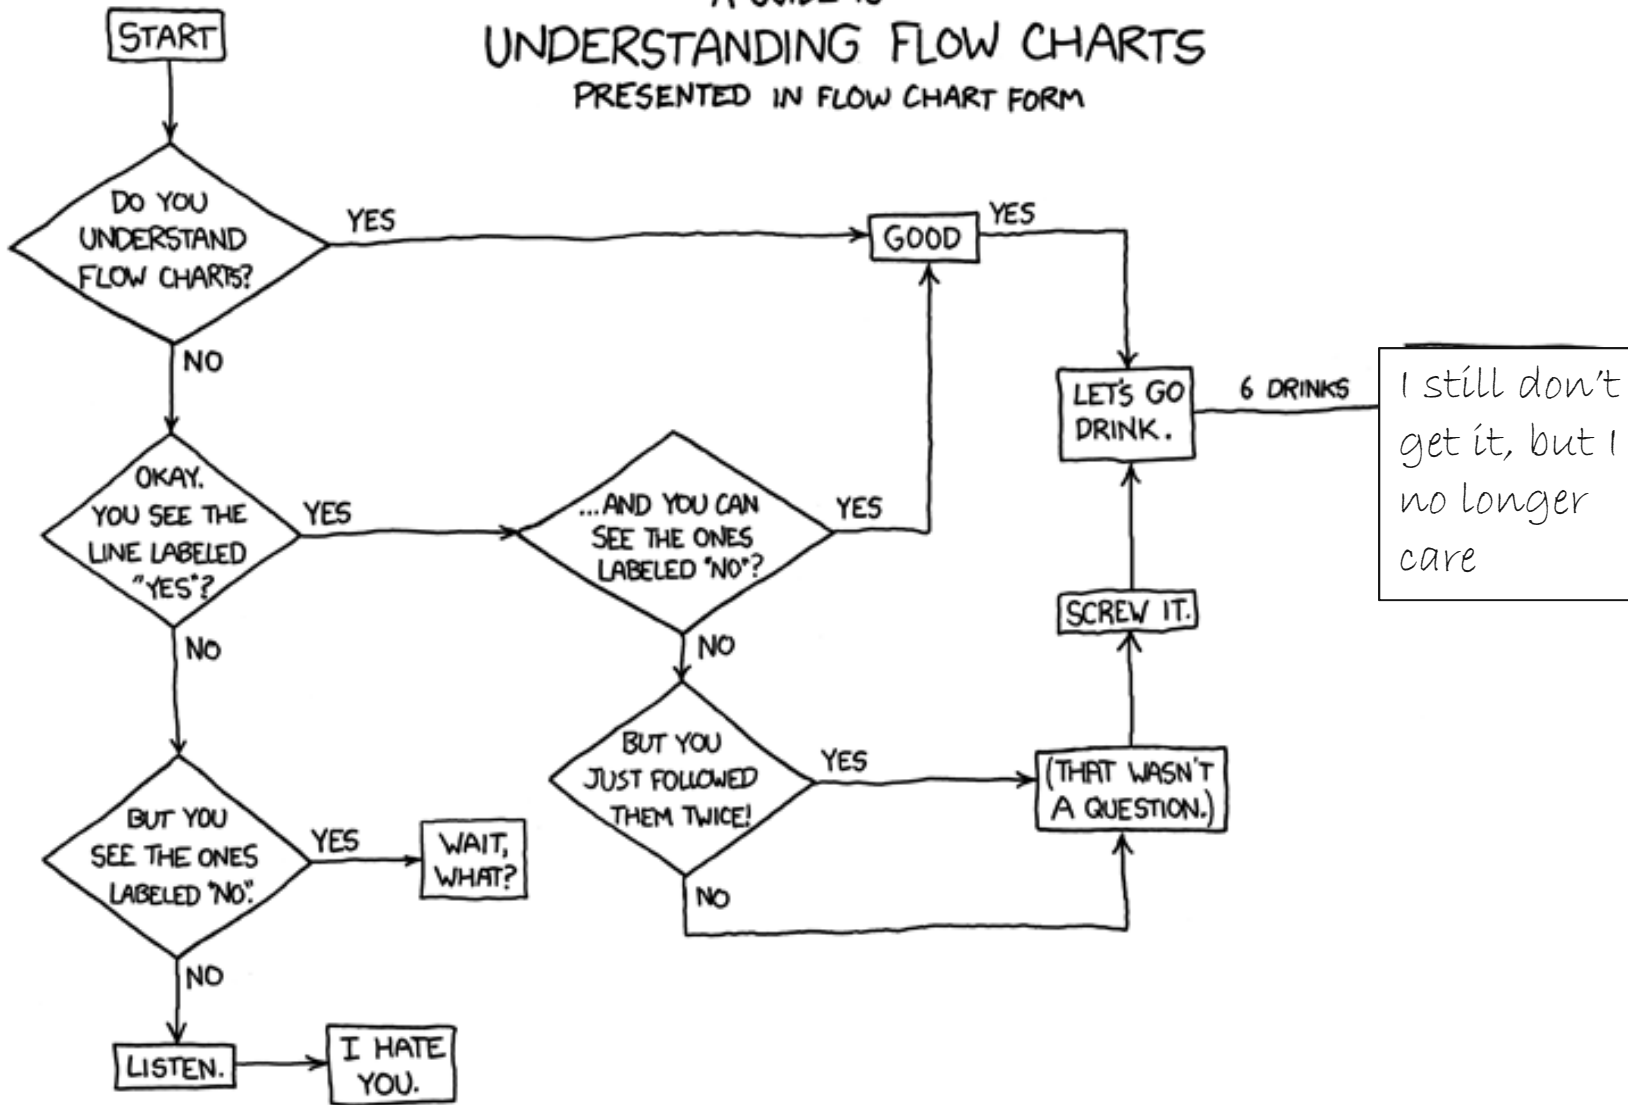 A GUIDE TO
UNDERSTANDING FLOW CHARTS
PRESENTED IN FLOW CHART FORM
START
DO YOU
UNDERSTAND
FLOW CHARTS?
YES
GOOD
YES
NO
LET'S GO
DRINK.
6 DRINKS
I still don't
get it, but I
no longer
care
OKAY.
YOU SEE THE
LINE LABELED
"YES"?
YES
...AND YOU CAN
SEE THE ONES
LABELED "NO"?
YES
NO
NO
SCREW IT.
BUT YOU
JUST FOLLOWED
THEM TWICE!
YES
(THAT WASN'T
A QUESTION.)
NO
BUT YOU
SEE THE ONES
LABELED "NO".
YES
WAIT,
WHAT?
NO
LISTEN.
I HATE
YOU.